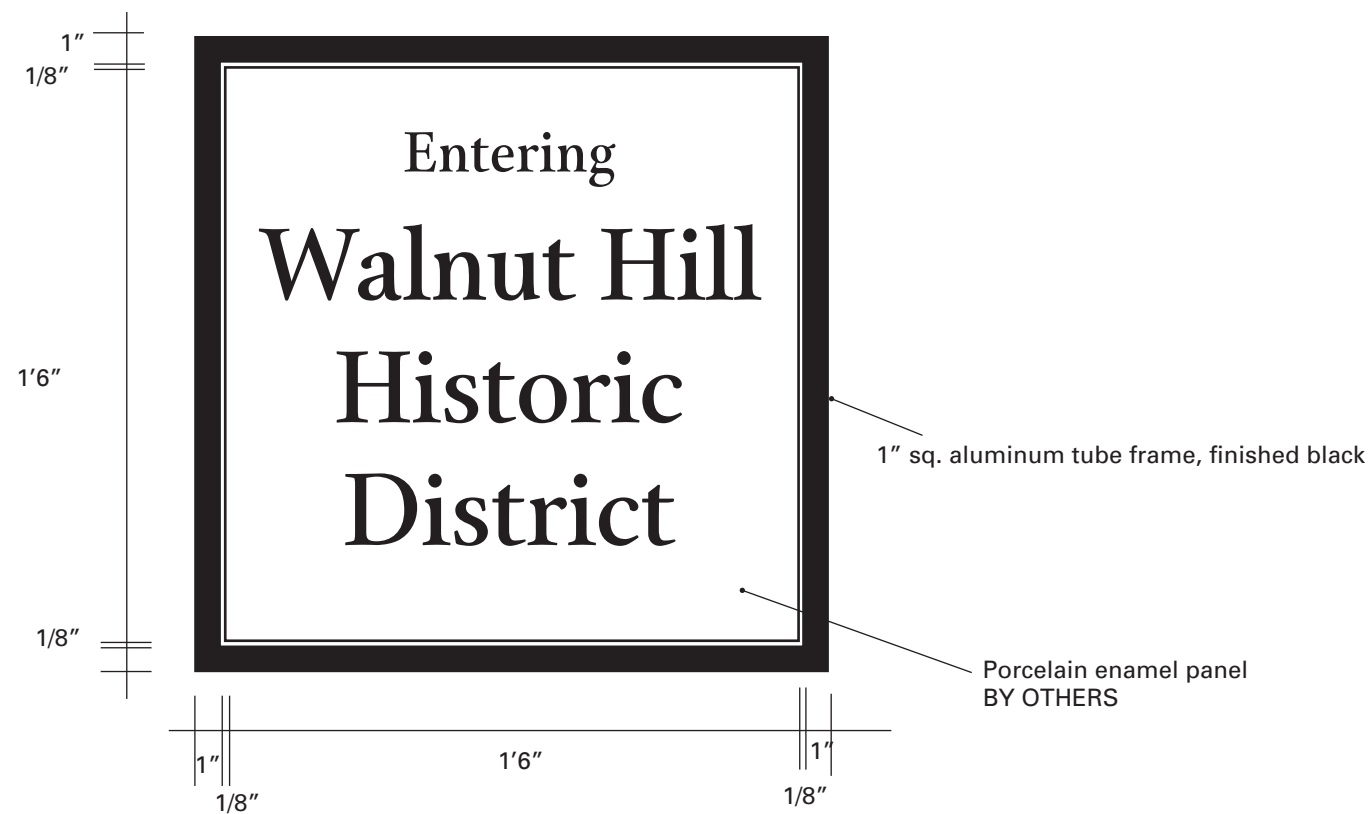 1”
1/8”
Entering
Walnut Hill
Historic
District
1’6”
1” sq. aluminum tube frame, finished black
1/8”
Porcelain enamel panel
BY OTHERS
1”
1’6”
1”
1/8”
1/8”